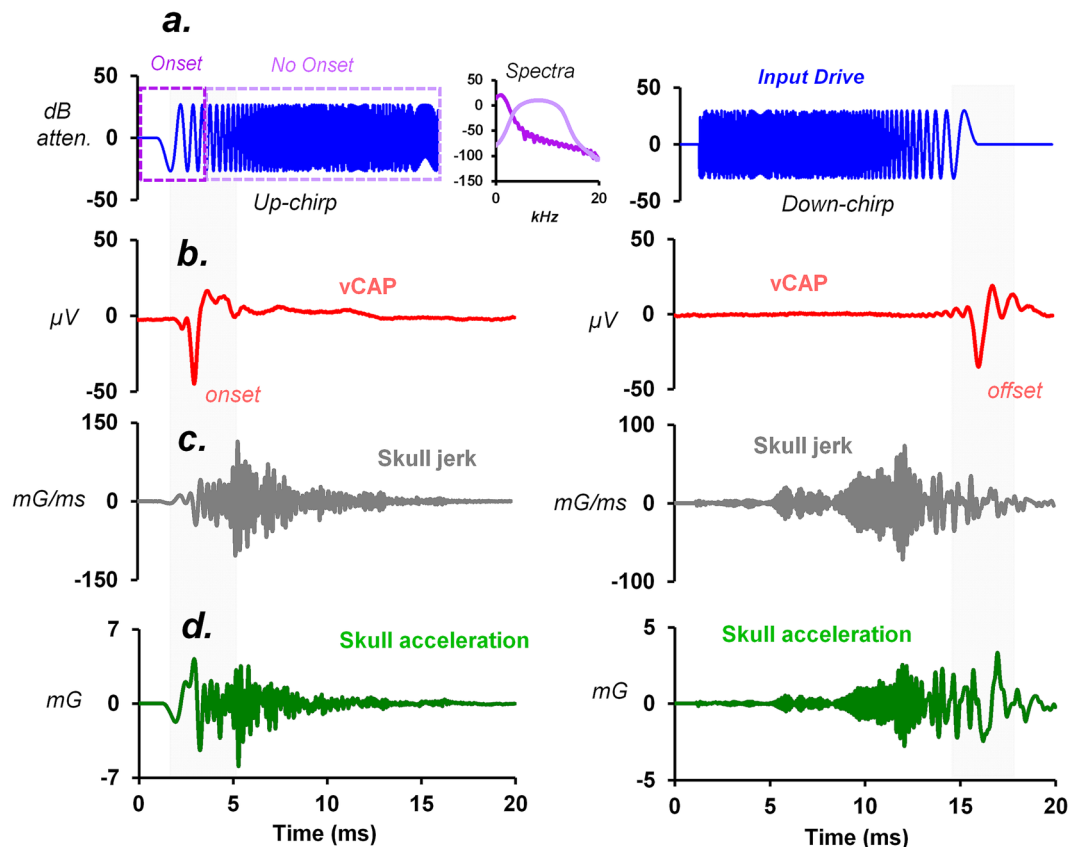 a.
Onset
No Onset
Spectra
Input Drive
50
0
-50
dB
atten.
50
0
-50
-100
-150
0
20
kHz
50
0
-50
Up-chirp
Down-chirp
b.
50
0
-50
µV
vCAP
onset
50
0
-50
µV
vCAP
offset
c.
150
0
-150
mG/ms
Skull jerk
100
0
-100
mG/ms
Skull jerk
d.
7
0
-7
mG
Skull acceleration
5
0
-5
mG
Skull acceleration
0 5 10 15 20
Time (ms)
0 5 10 15 20
Time (ms)